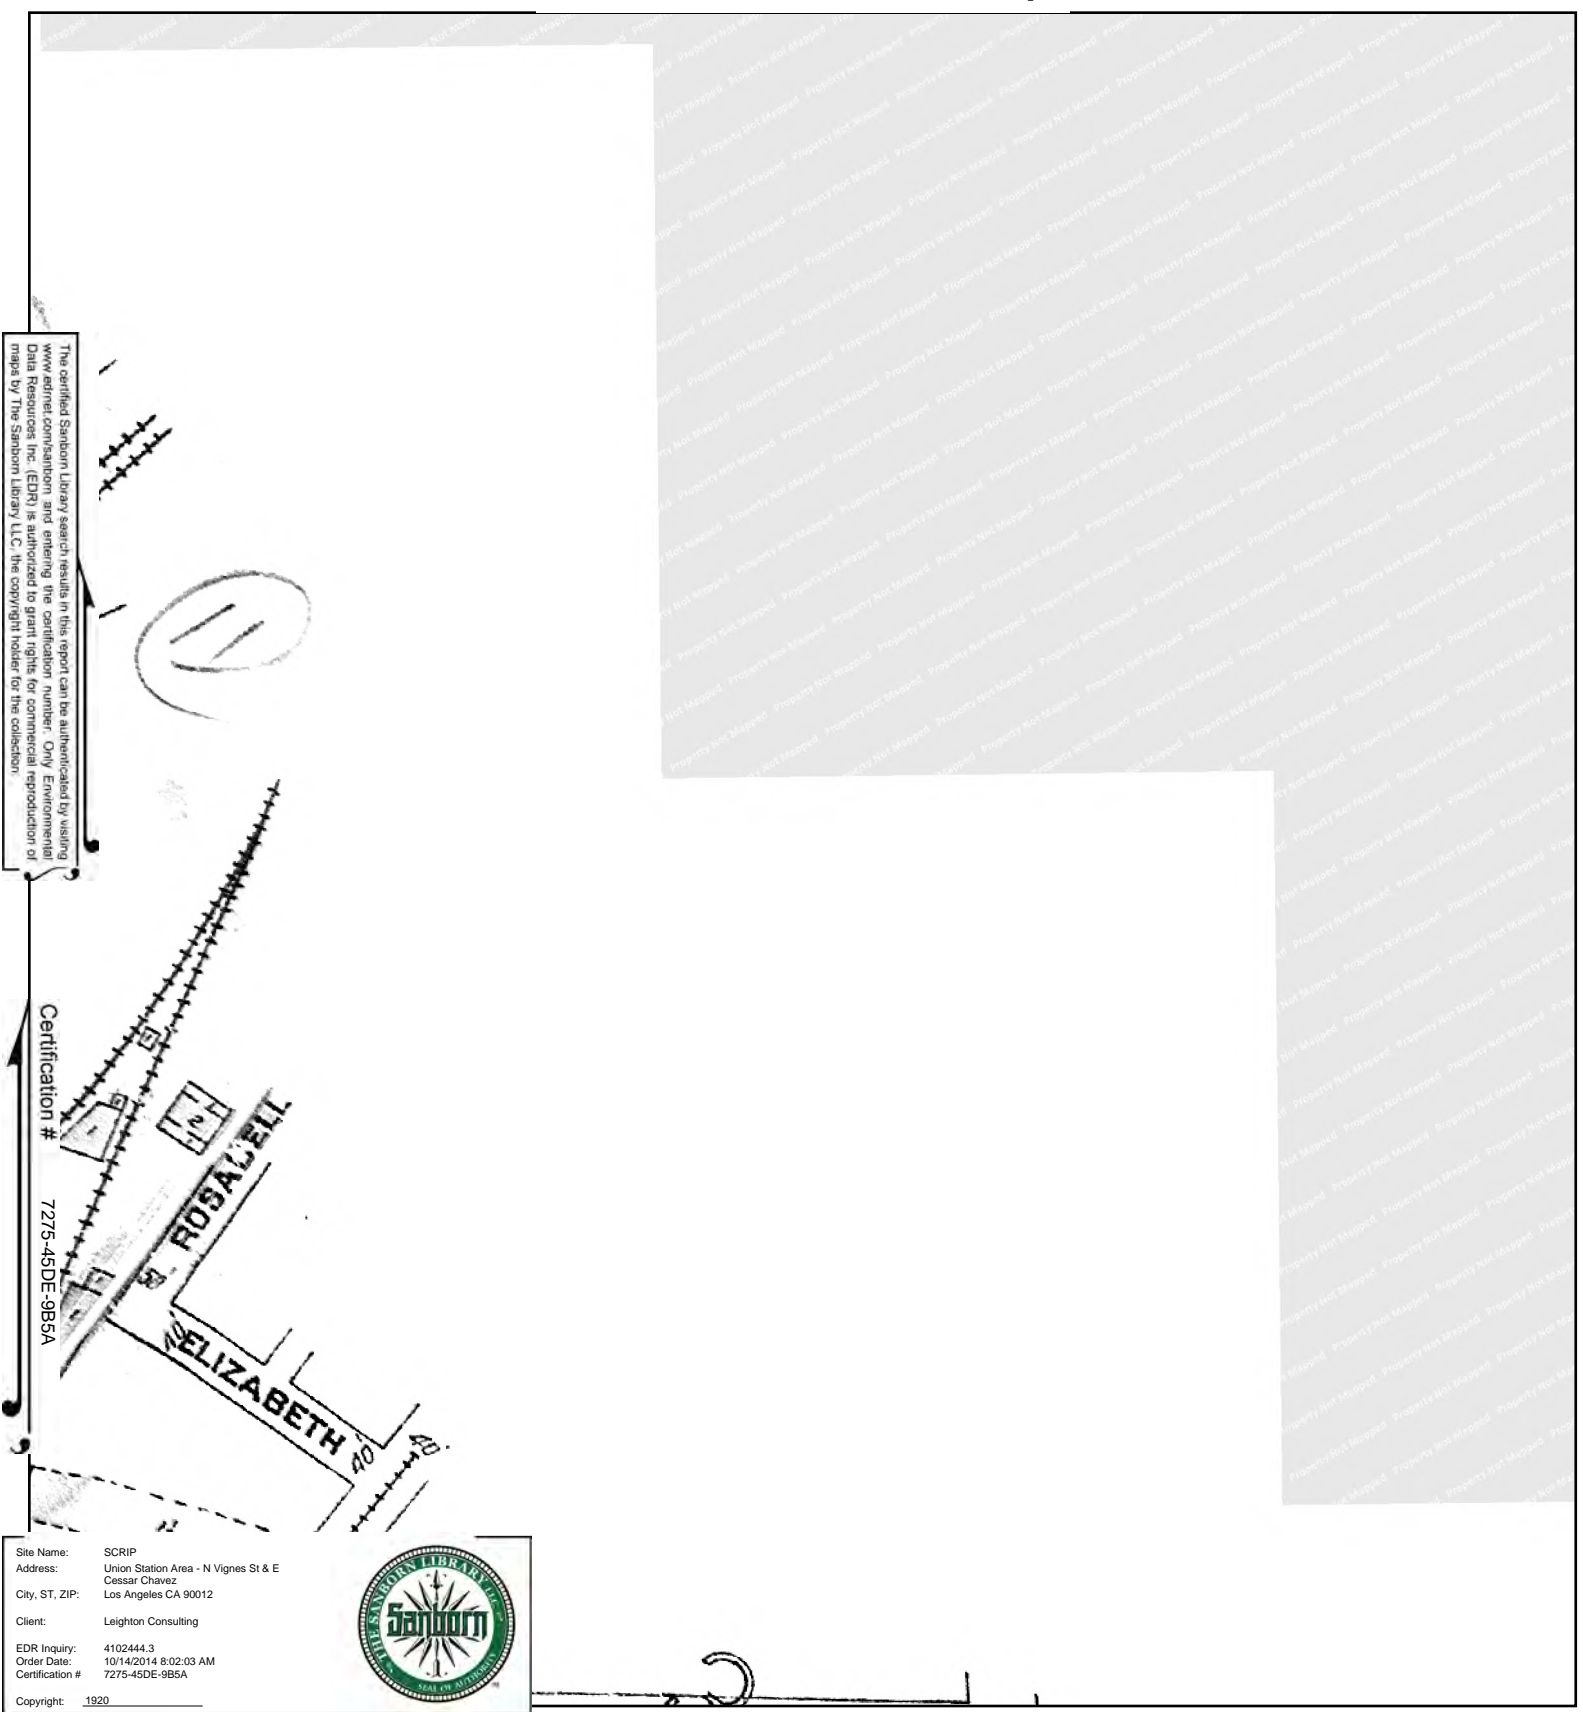 Property Not Mapped
The certified Sanborn Library search results in this report can be authenticated by visiting
www.edrnet.com/sanborn and entering the certification number. Only Environmental
Data Resources Inc. (EDR) is authorized to grant rights for commercial reproduction of
maps by The Sanborn Library LLC, the copyright holder for the collection.
Certification # 7275-45DE-9B5A
1
2
ROSABELL
50
ELIZABETH
40
40
Site Name: SCRIP
Address: Union Station Area - N Vignes St & E
Cessar Chavez
City, ST, ZIP: Los Angeles CA 90012
Client: Leighton Consulting
EDR Inquiry: 4102444.3
Order Date: 10/14/2014 8:02:03 AM
Certification # 7275-45DE-9B5A
Copyright: 1920
THE SANBORN LIBRARY, LLC
Sanborn
SEAL OF AUTHORITY